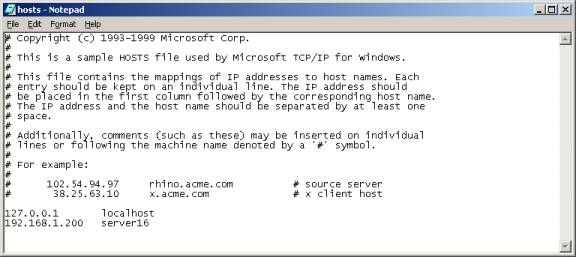 hosts - Notepad
File Edit Format Help
# Copyright (c) 1993-1999 Microsoft Corp.
#
# This is a sample HOSTS file used by Microsoft TCP/IP for Windows.
#
# This file contains the mappings of IP addresses to host names. Each
# entry should be kept on an individual line. The IP address should
# be placed in the first column followed by the corresponding host name.
# The IP address and the host name should be separated by at least one
# space.
#
# Additionally, comments (such as these) may be inserted on individual
# lines or following the machine name denoted by a '#' symbol.
#
# For example:
#
#      102.54.94.97     rhino.acme.com          # source server
#       38.25.63.10     x.acme.com              # x client host

127.0.0.1       localhost
192.168.1.200   server16